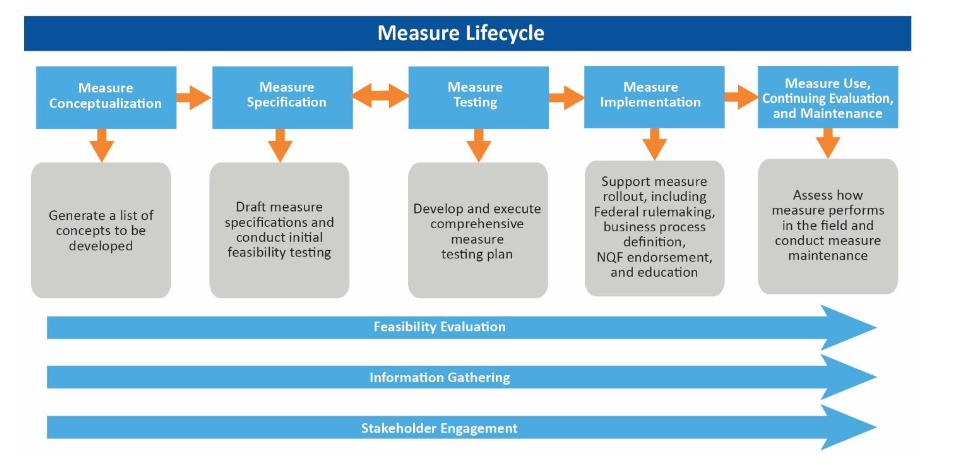 Measure Lifecycle
Measure
Conceptualization
Measure
Specification
Measure
Testing
Measure
Implementation
Measure Use,
Continuing Evaluation,
and Maintenance
Generate a list of
concepts to be
developed
Draft measure
specifications and
conduct initial
feasibility testing
Develop and execute
comprehensive
measure
testing plan
Support measure
rollout, including
Federal rulemaking,
business process
definition,
NQF endorsement,
and education
Assess how
measure performs
in the field and
conduct measure
maintenance
Feasibility Evaluation
Information Gathering
Stakeholder Engagement